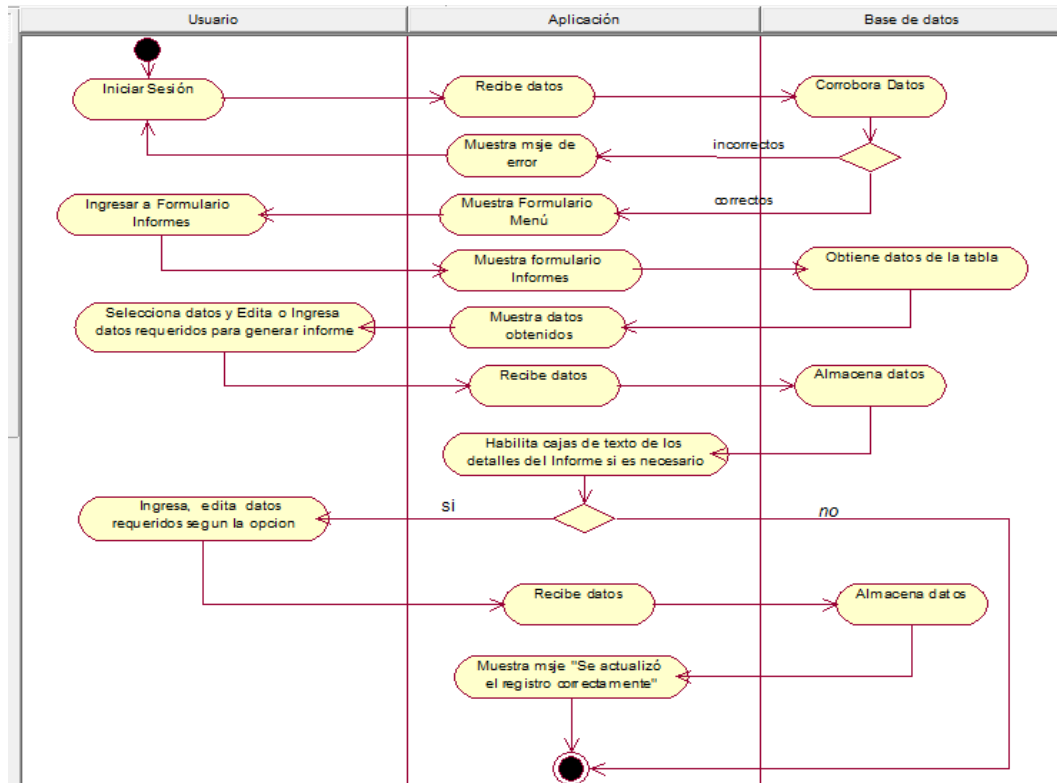 Usuario
Aplicación
Base de datos
Iniciar Sesión
Recibe datos
Corrobora Datos
Muestra msje de
error
incorrectos
Ingresar a Formulario
Informes
Muestra Formulario
Menú
correctos
Muestra formulario
Informes
Obtiene datos de la tabla
Selecciona datos y Edita o Ingresa
datos requeridos para generar informe
Muestra datos
obtenidos
Recibe datos
Almacena datos
Habilita cajas de texto de los
detalles del Informe si es necesario
Ingresa, edita datos
requeridos segun la opcion
si
no
Recibe datos
Almacena datos
Muestra msje "Se actualizó
el registro correctamente"